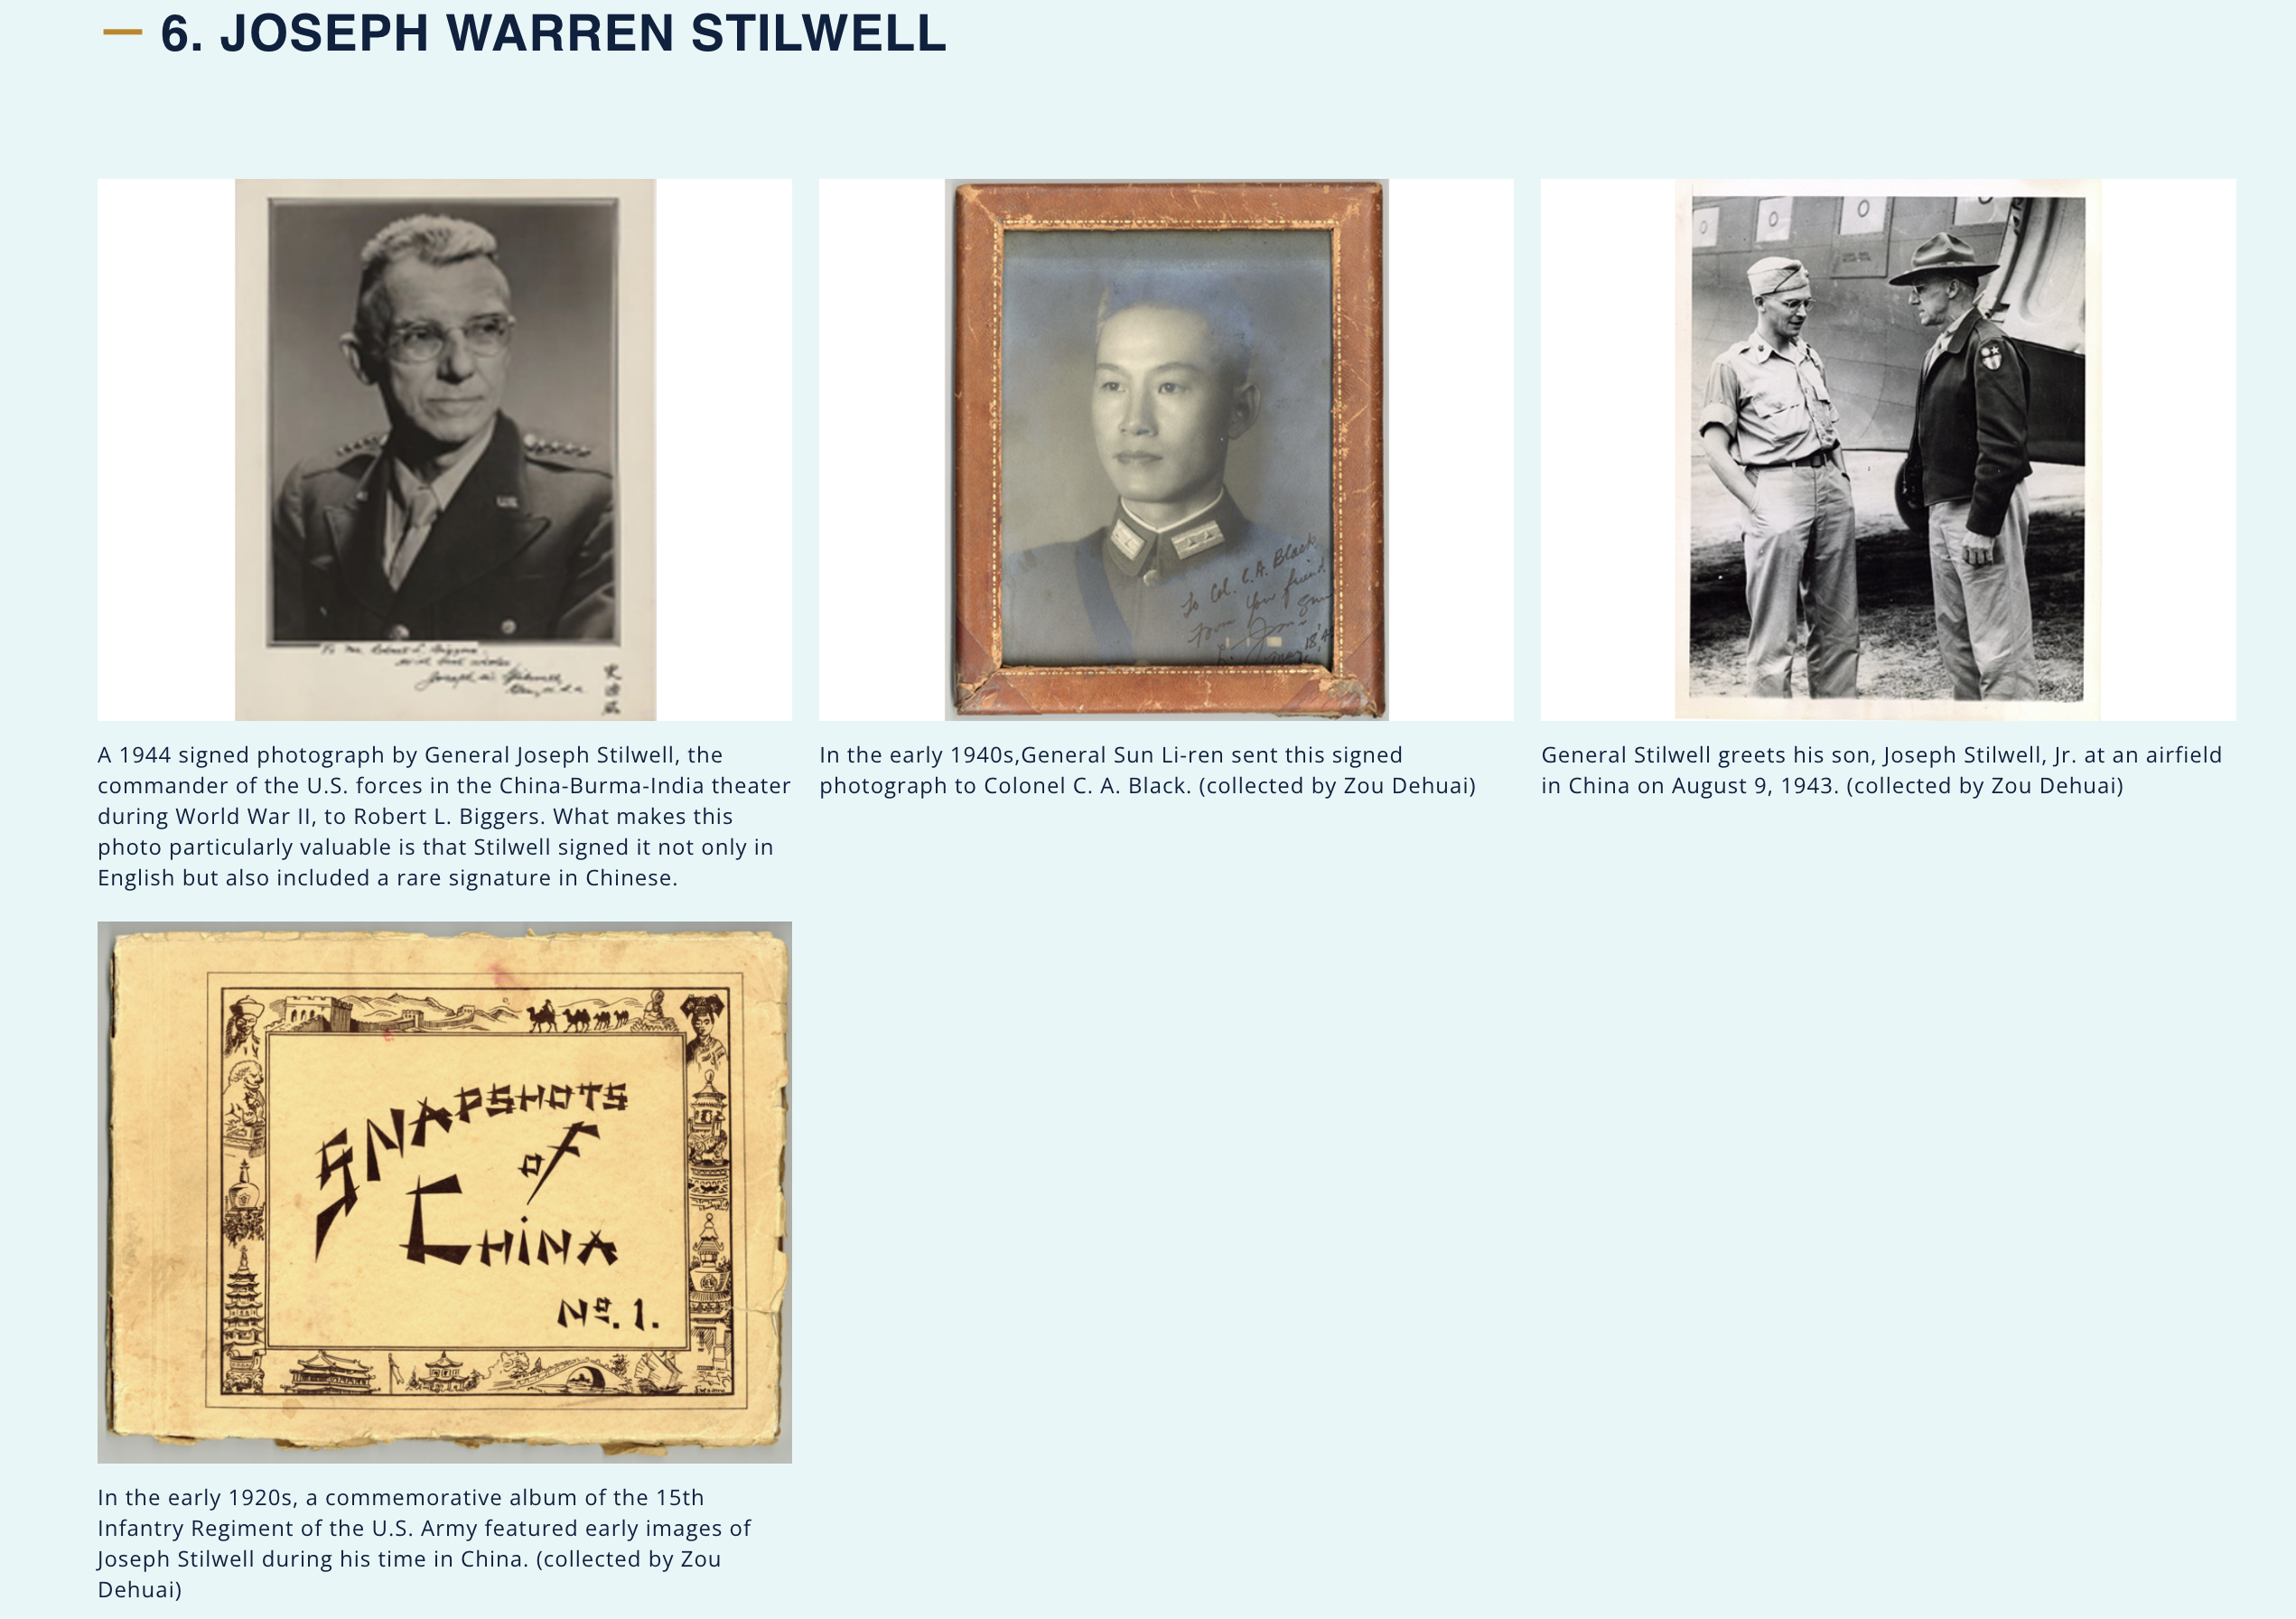 6. JOSEPH WARREN STILWELL
To Mr. Robert L. Biggers
with best wishes
Joseph W. Stilwell
Gen., U.S.A.
史迪威
To Col. C.A. Black
From You friend
A 1944 signed photograph by General Joseph Stilwell, the
commander of the U.S. forces in the China-Burma-India theater
during World War II, to Robert L. Biggers. What makes this
photo particularly valuable is that Stilwell signed it not only in
English but also included a rare signature in Chinese.
In the early 1940s,General Sun Li-ren sent this signed
photograph to Colonel C. A. Black. (collected by Zou Dehuai)
General Stilwell greets his son, Joseph Stilwell, Jr. at an airfield
in China on August 9, 1943. (collected by Zou Dehuai)
SNAPSHOTS
of
CHINA
No. 1.
In the early 1920s, a commemorative album of the 15th
Infantry Regiment of the U.S. Army featured early images of
Joseph Stilwell during his time in China. (collected by Zou
Dehuai)